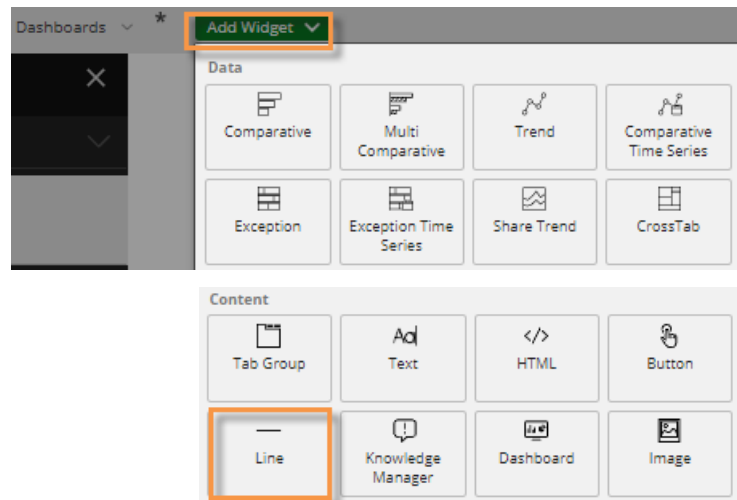 Dashboards *
Add Widget
Data
Comparative
Multi
Comparative
Trend
Comparative
Time Series
Exception
Exception Time
Series
Share Trend
CrossTab
Content
Tab Group
Aa
Text
</>
HTML
Button
Line
Knowledge
Manager
Dashboard
Image